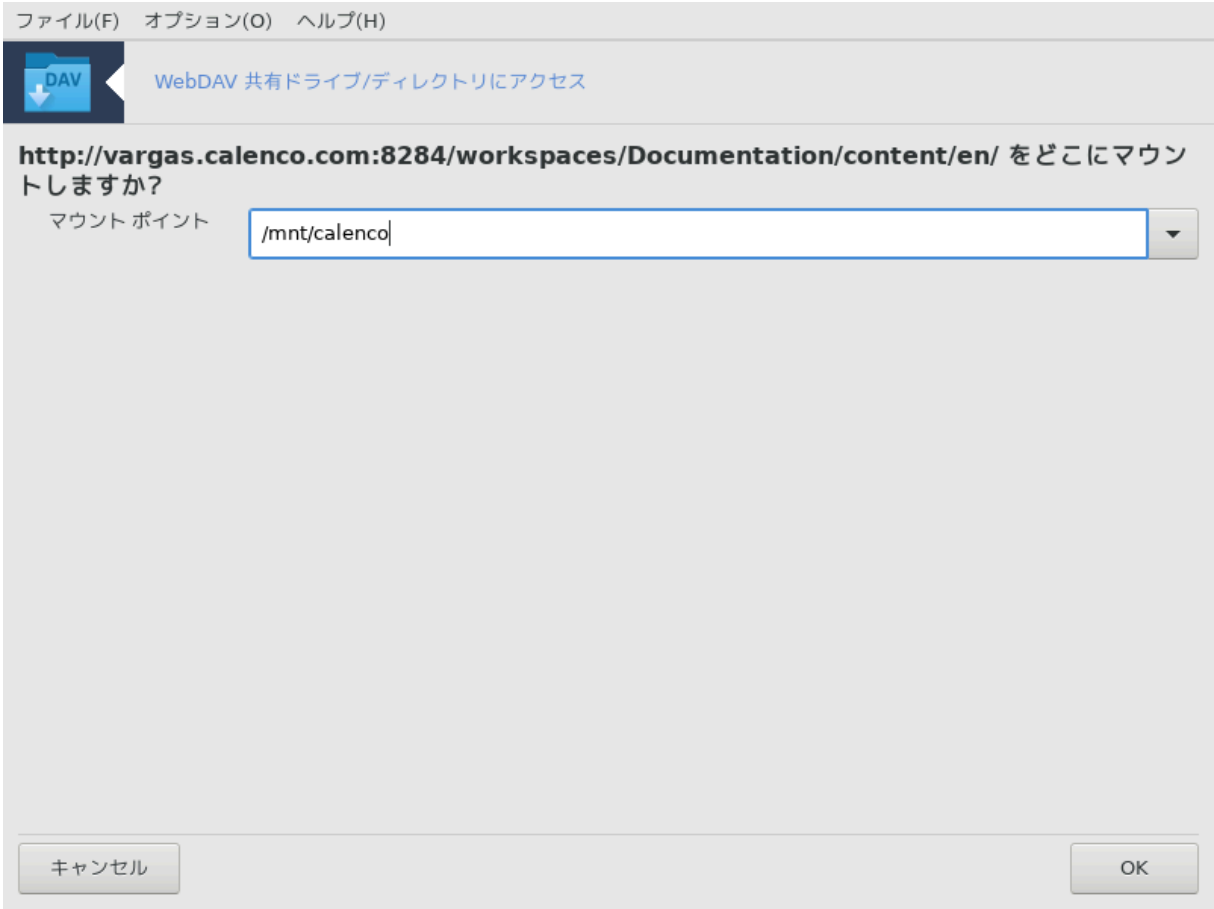 ファイル(F) オプション(O) ヘルプ(H)
DAV
WebDAV 共有ドライブ/ディレクトリにアクセス
http://vargas.calenco.com:8284/workspaces/Documentation/content/en/ をどこにマウン
トしますか?
マウント ポイント
/mnt/calenco
キャンセル
OK